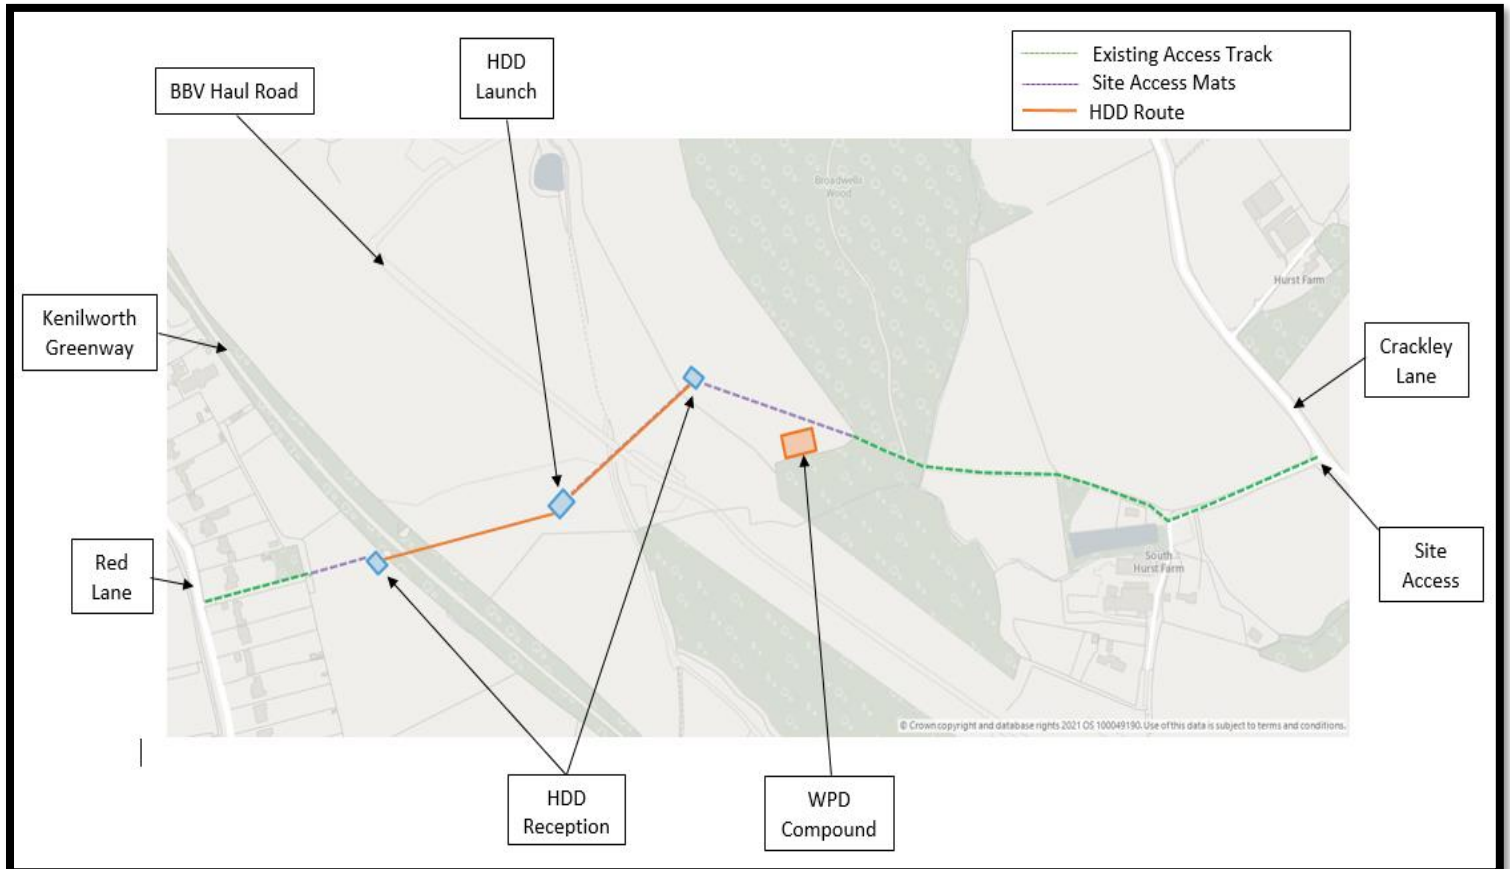 HDD
Launch
BBV Haul Road
Existing Access Track
Site Access Mats
HDD Route
Broadwells
Wood
Hurst Farm
Kenilworth
Greenway
Crackley
Lane
Red
Lane
South
Hurst Farm
Site
Access
© Crown copyright and database rights 2021 OS 100049190. Use of this data is subject to terms and conditions.
HDD
Reception
WPD
Compound